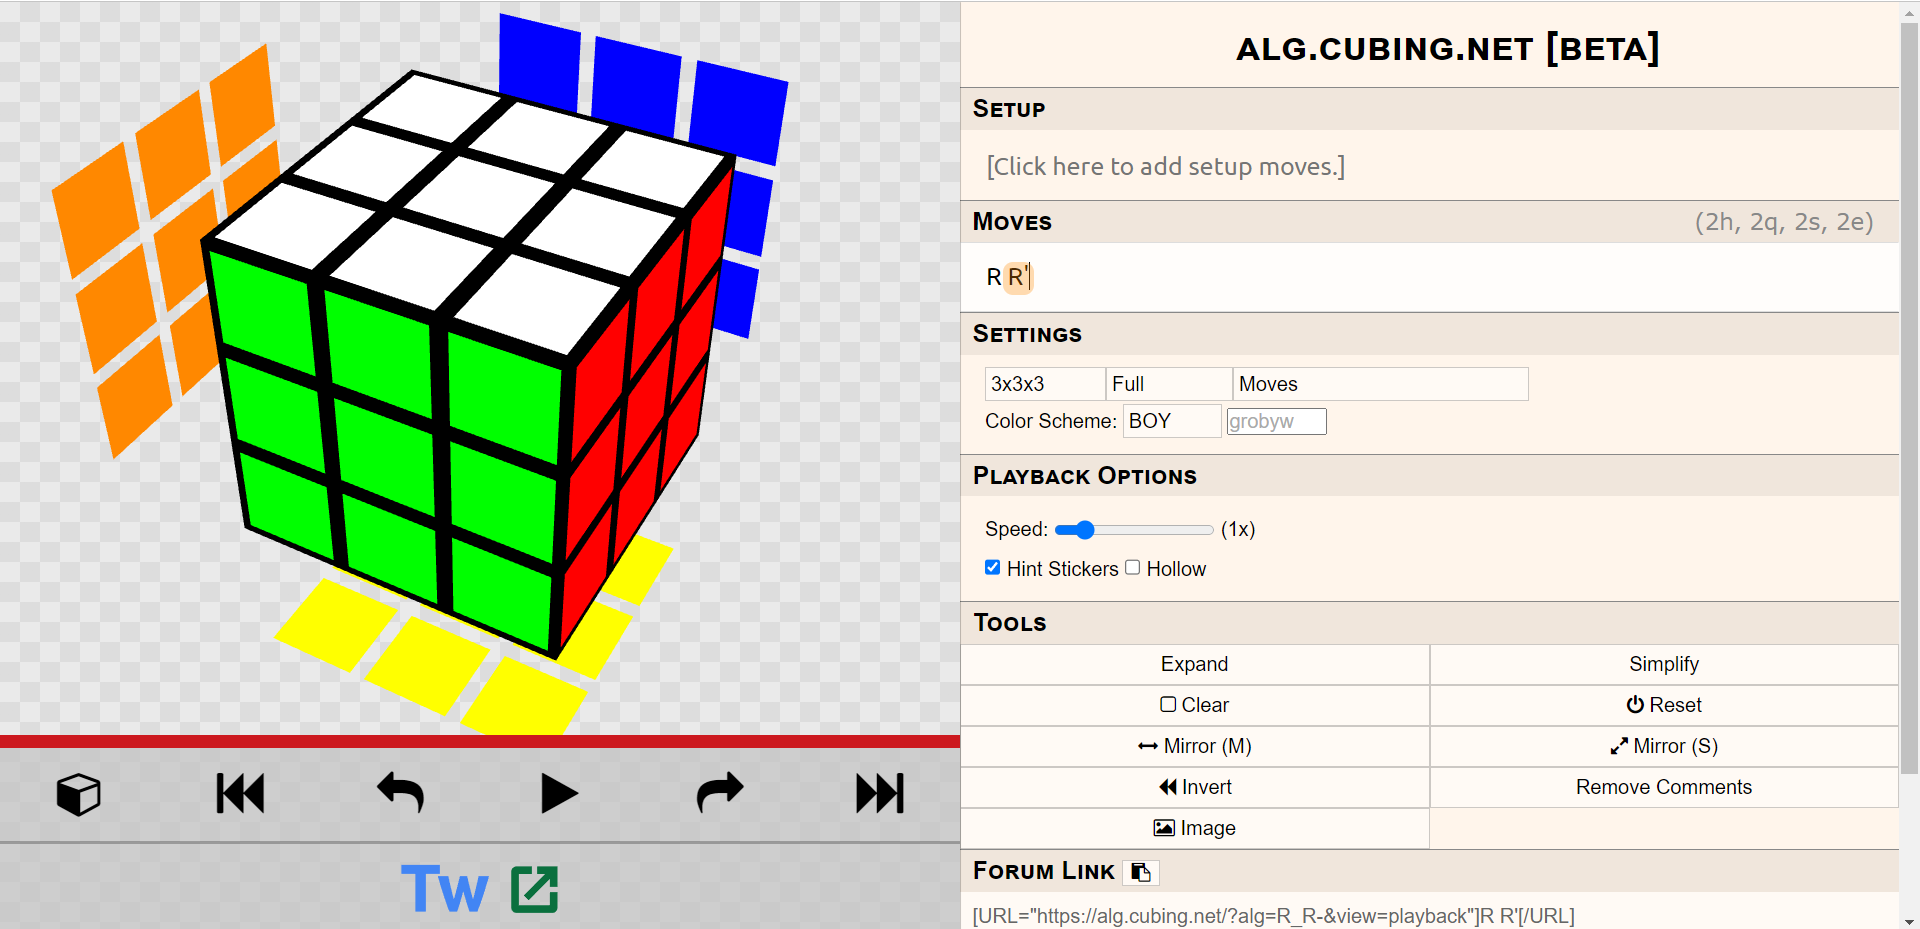 ALG.CUBING.NET [BETA]
SETUP
[Click here to add setup moves.]
MOVES (2h, 2q, 2s, 2e)
R R'
SETTINGS
3x3x3 Full Moves
Color Scheme: BOY grobyw
PLAYBACK OPTIONS
Speed: (1x)
Hint Stickers Hollow
TOOLS
Expand Simplify
Clear Reset
Mirror (M) Mirror (S)
Invert Remove Comments
Image
FORUM LINK
[URL="https://alg.cubing.net/?alg=R_R-&view=playback"]R R'[/URL]
Tw